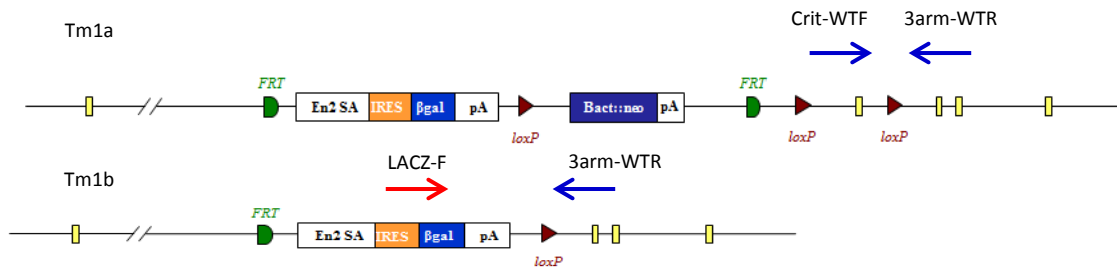 Crit-WTF 3arm-WTR
Tm1a
FRT FRT
En2 SA IRES βgal pA Bact::neo pA
loxP loxP loxP
LACZ-F 3arm-WTR
Tm1b
FRT
En2 SA IRES βgal pA
loxP